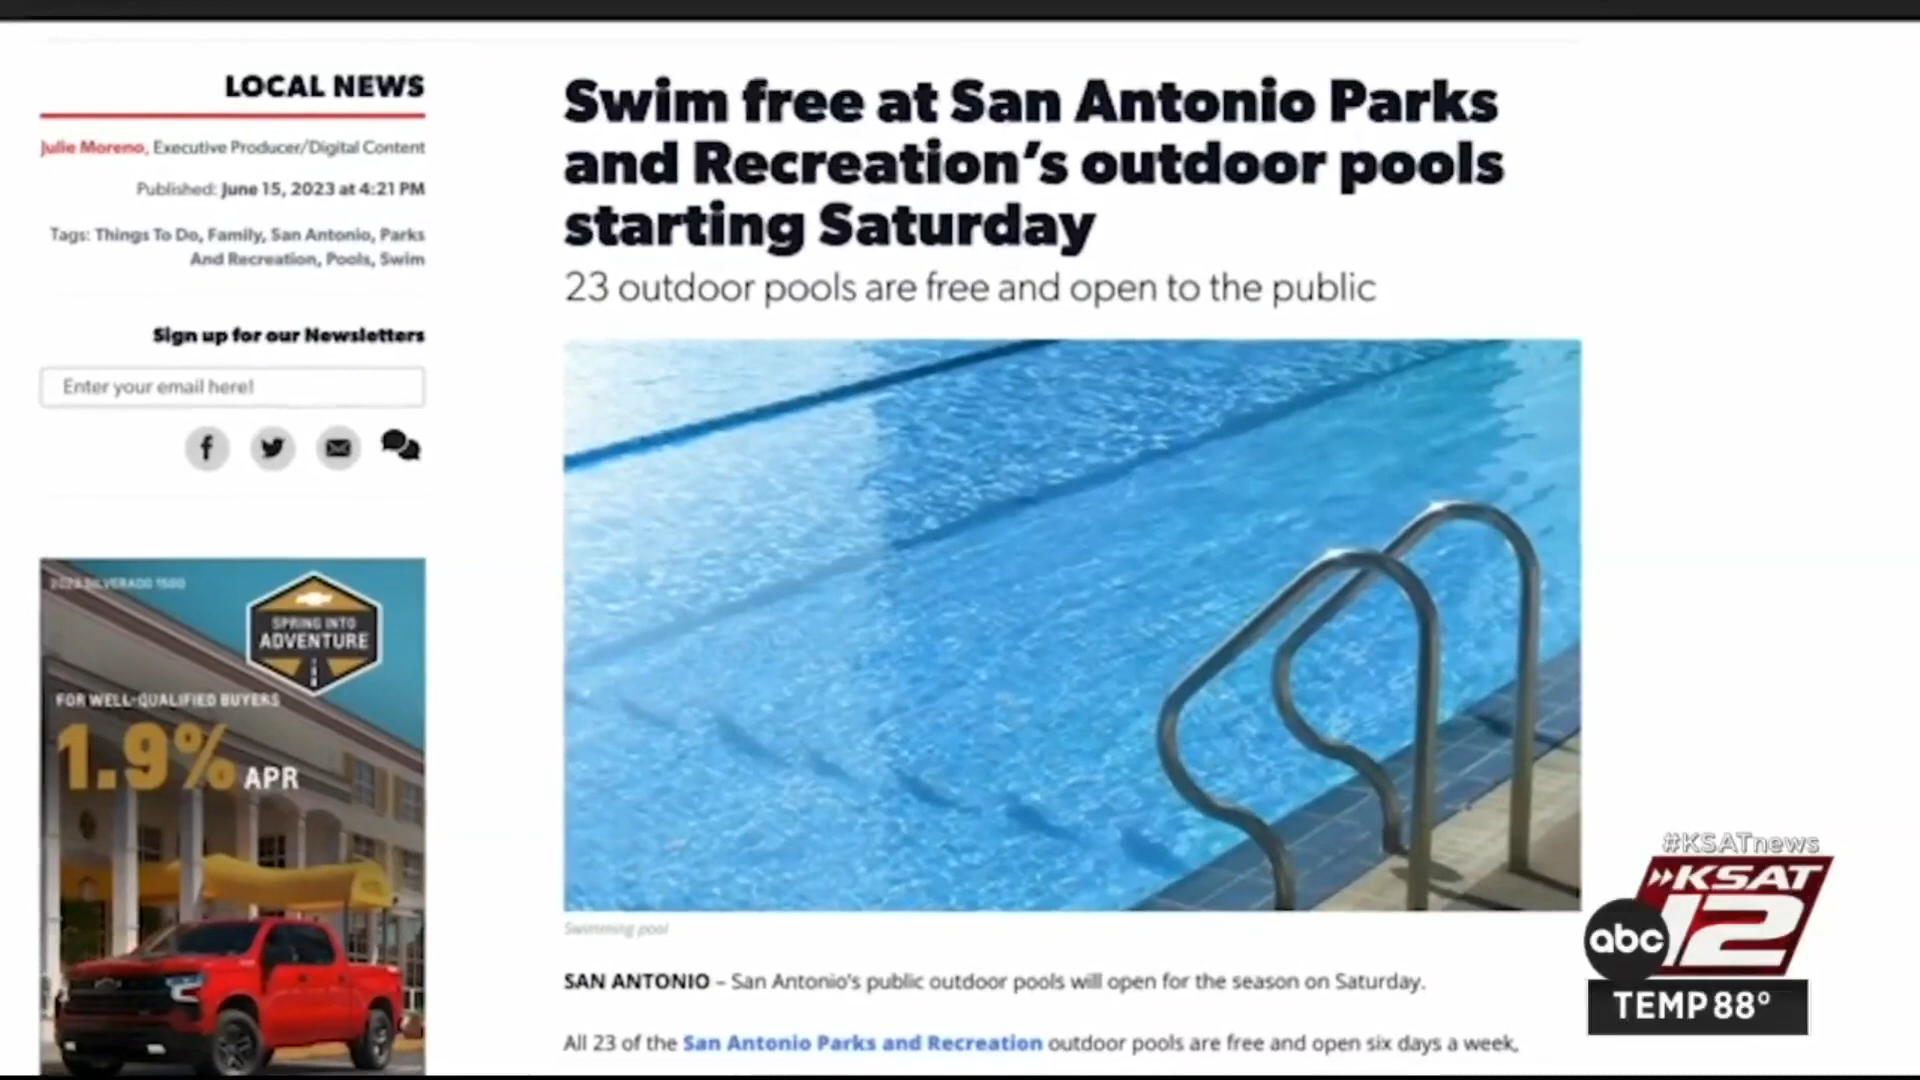 LOCAL NEWS
Julie Moreno, Executive Producer/Digital Content
Published: June 15, 2023 at 4:21 PM
Tags: Things To Do, Family, San Antonio, Parks
And Recreation, Pools, Swim
Sign up for our Newsletters
Enter your email here!
2023 SILVERADO 1500
SPRING INTO
ADVENTURE
FOR WELL-QUALIFIED BUYERS
1.9% APR
Swim free at San Antonio Parks
and Recreation's outdoor pools
starting Saturday
23 outdoor pools are free and open to the public
Swimming pool
SAN ANTONIO – San Antonio's public outdoor pools will open for the season on Saturday.
All 23 of the San Antonio Parks and Recreation outdoor pools are free and open six days a week,
#KSATnews
KSAT
12
abc
TEMP 88°